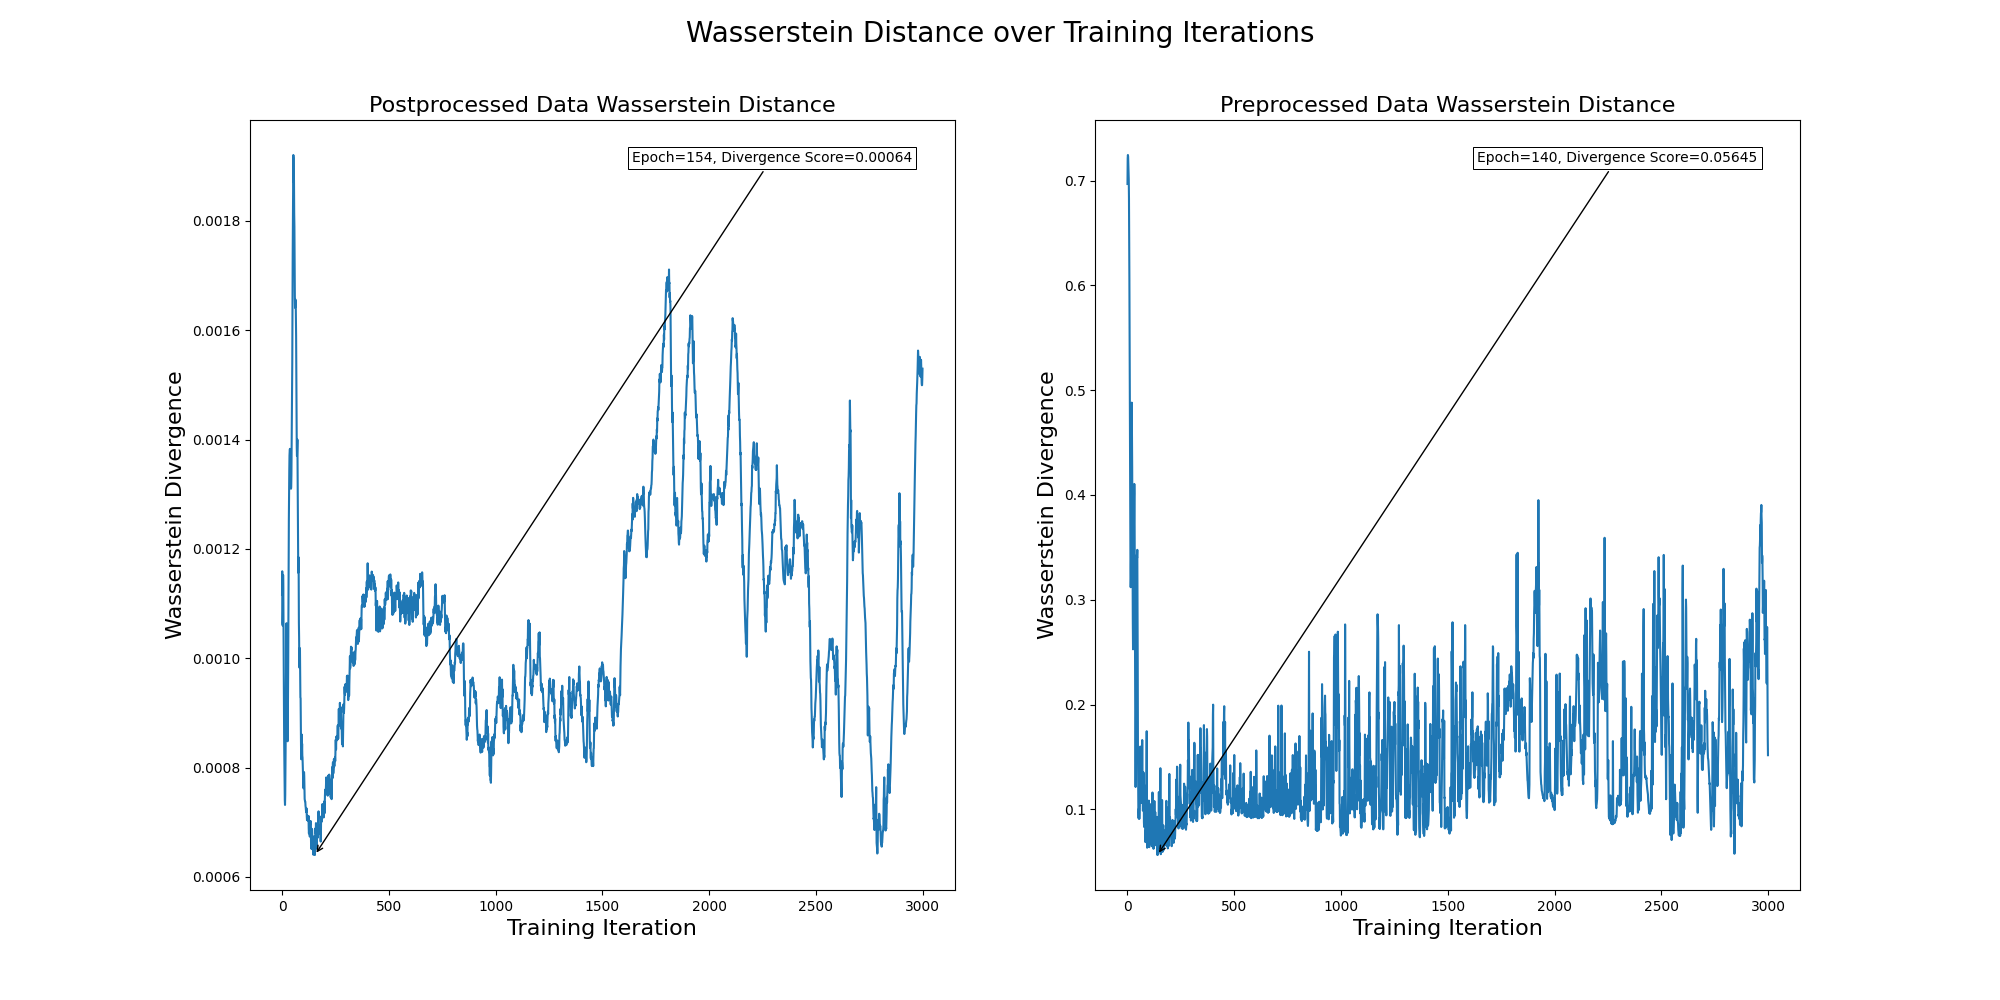 Wasserstein Distance over Training Iterations
Postprocessed Data Wasserstein Distance
Epoch=154, Divergence Score=0.00064
0.0018
0.0016
0.0014
0.0012
0.0010
0.0008
0.0006
Wasserstein Divergence
0 500 1000 1500 2000 2500 3000
Training Iteration
Preprocessed Data Wasserstein Distance
Epoch=140, Divergence Score=0.05645
0.7
0.6
0.5
0.4
0.3
0.2
0.1
Wasserstein Divergence
0 500 1000 1500 2000 2500 3000
Training Iteration